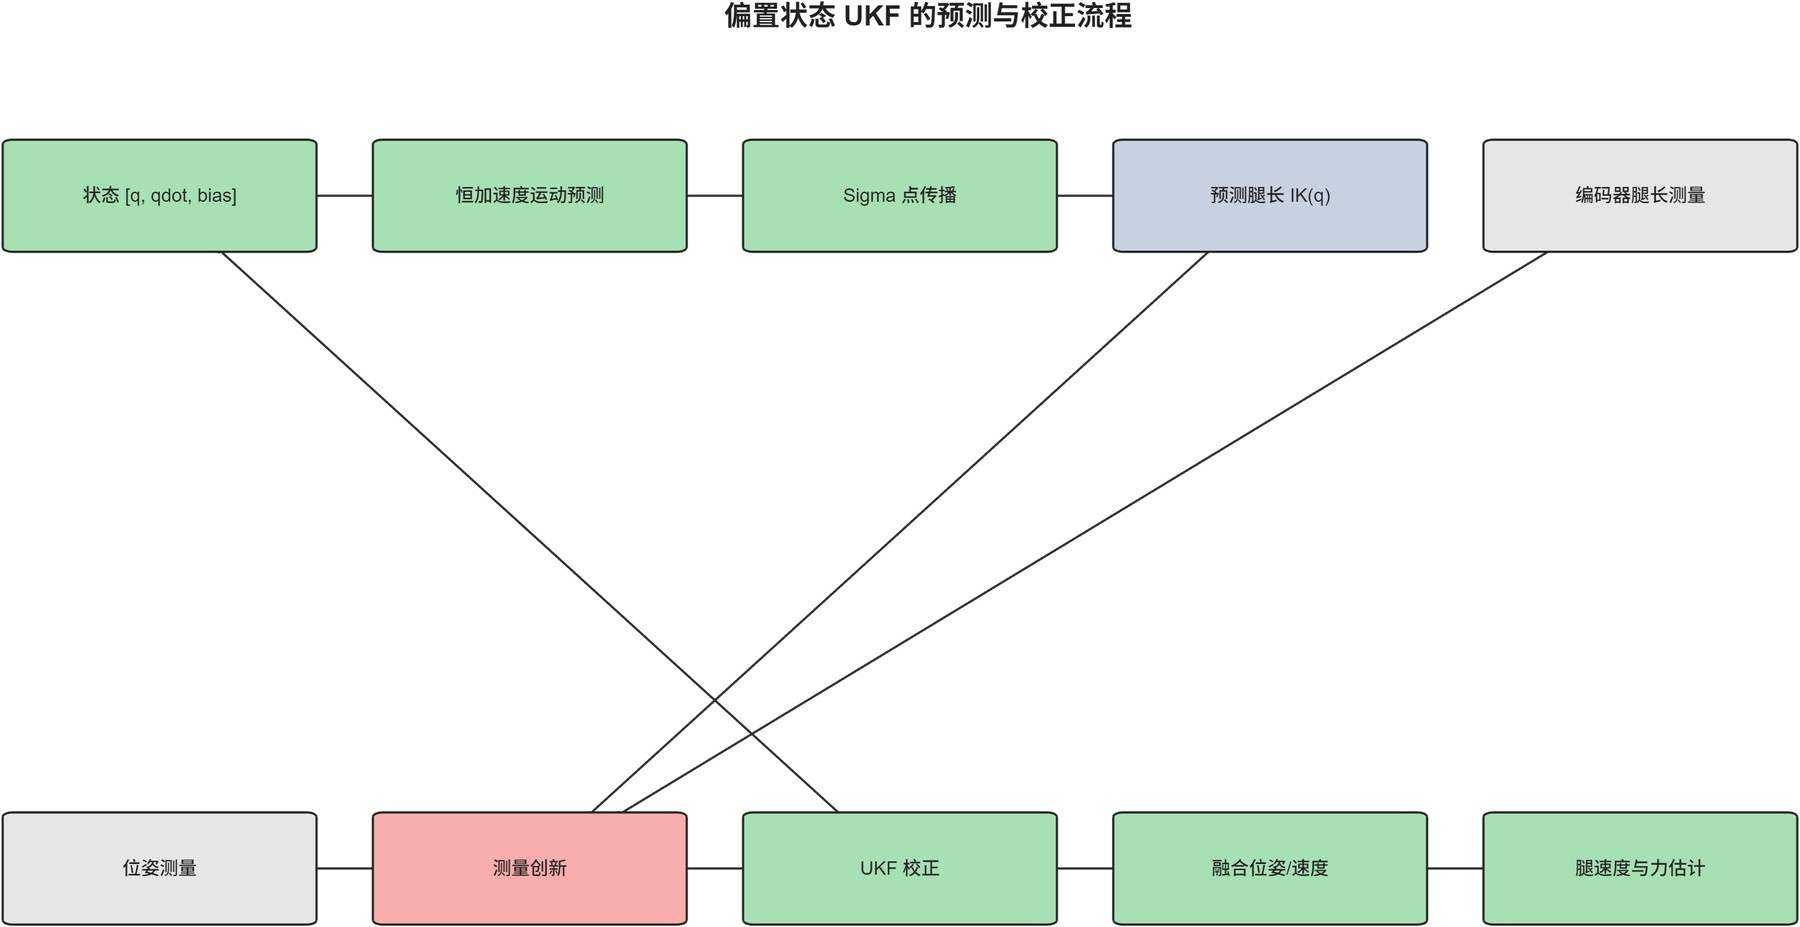 偏置状态 UKF 的预测与校正流程
状态 [q, qdot, bias]
恒加速度运动预测
Sigma 点传播
预测腿长 IK(q)
编码器腿长测量
位姿测量
测量创新
UKF 校正
融合位姿/速度
腿速度与力估计